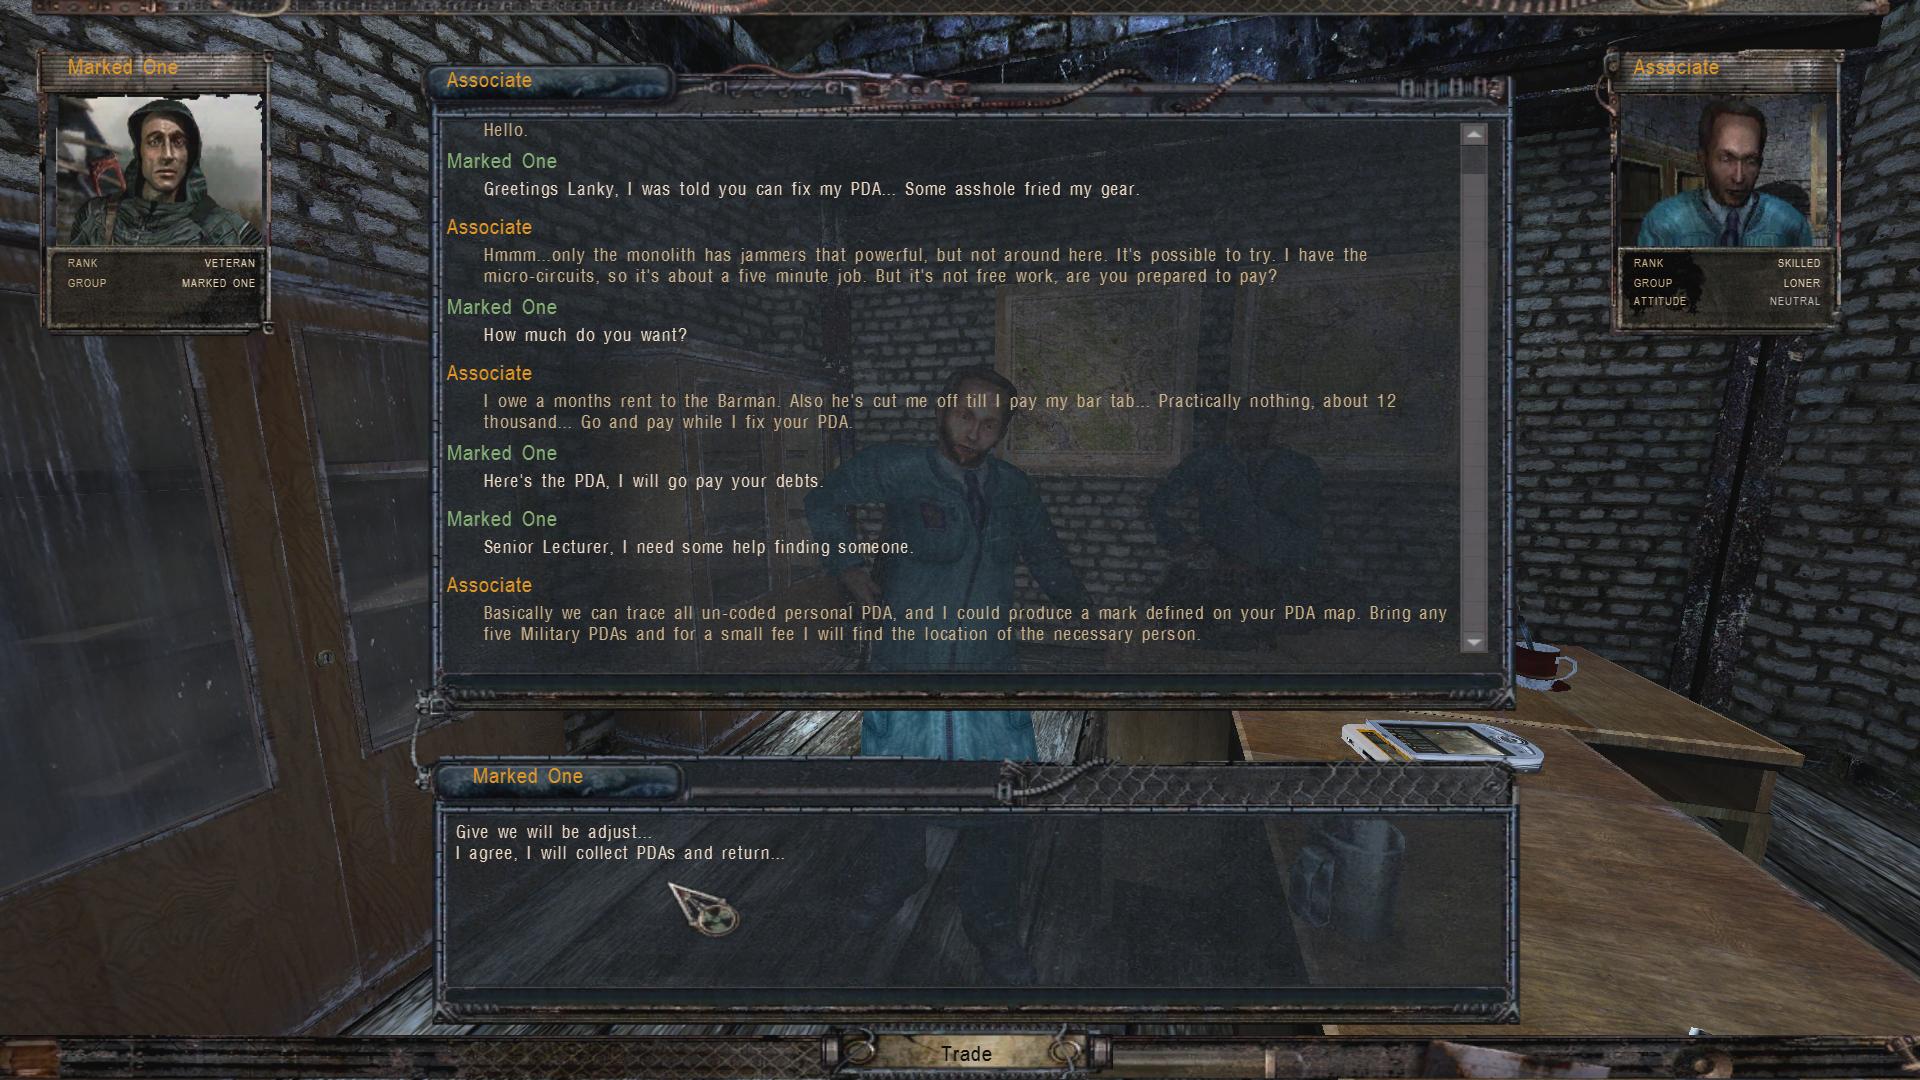 Marked One
RANK VETERAN
GROUP MARKED ONE
Associate
Hello.
Marked One
Greetings Lanky, I was told you can fix my PDA... Some asshole fried my gear.
Associate
Hmmm...only the monolith has jammers that powerful, but not around here. It's possible to try. I have the
micro-circuits, so it's about a five minute job. But it's not free work, are you prepared to pay?
Marked One
How much do you want?
Associate
I owe a months rent to the Barman. Also he's cut me off till I pay my bar tab... Practically nothing, about 12
thousand... Go and pay while I fix your PDA.
Marked One
Here's the PDA, I will go pay your debts.
Marked One
Senior Lecturer, I need some help finding someone.
Associate
Basically we can trace all un-coded personal PDA, and I could produce a mark defined on your PDA map. Bring any
five Military PDAs and for a small fee I will find the location of the necessary person.
Associate
RANK SKILLED
GROUP LONER
ATTITUDE NEUTRAL
Marked One
Give we will be adjust...
I agree, I will collect PDAs and return...
Trade